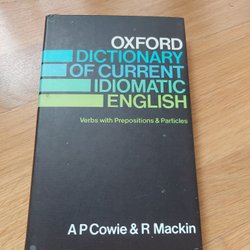 OXFORD
DICTIONARY
OF CURRENT
IDIOMATIC
ENGLISH
Verbs with Prepositions & Particles
A P Cowie & R Mackin